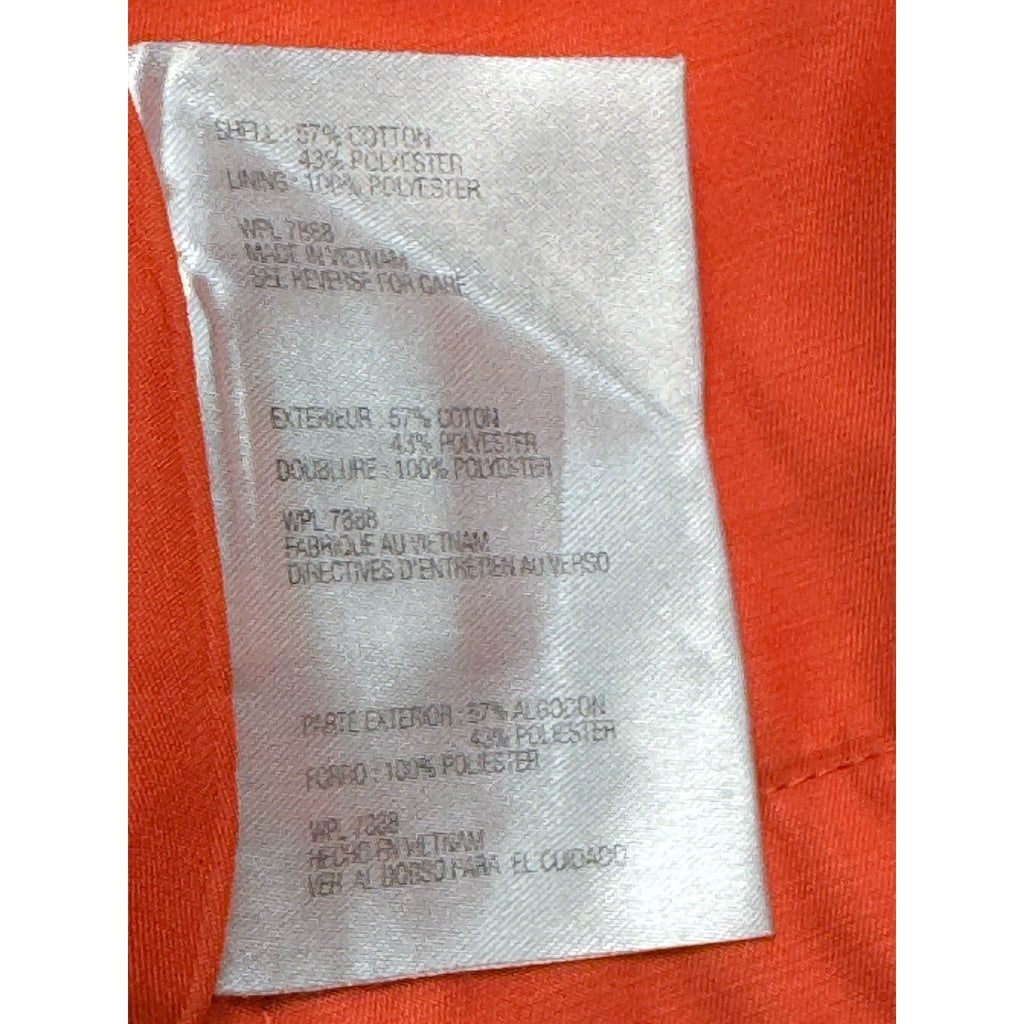 SHELL : 57% COTTON
43% POLYESTER
LINING : 100% POLYESTER
WPL 7888
MADE IN VIETNAM
SEE REVERSE FOR CARE
EXTERIEUR : 57% COTON
43% POLYESTER
DOUBLURE : 100% POLYESTER
WPL 7888
FABRIQUE AU VIETNAM
DIRECTIVES D'ENTRETIEN AU VERSO
PARTE EXTERIOR : 57% ALGODON
43% POLIESTER
FORRO : 100% POLIESTER
WPL 7888
HECHO EN VIETNAM
VER AL DORSO PARA EL CUIDADO